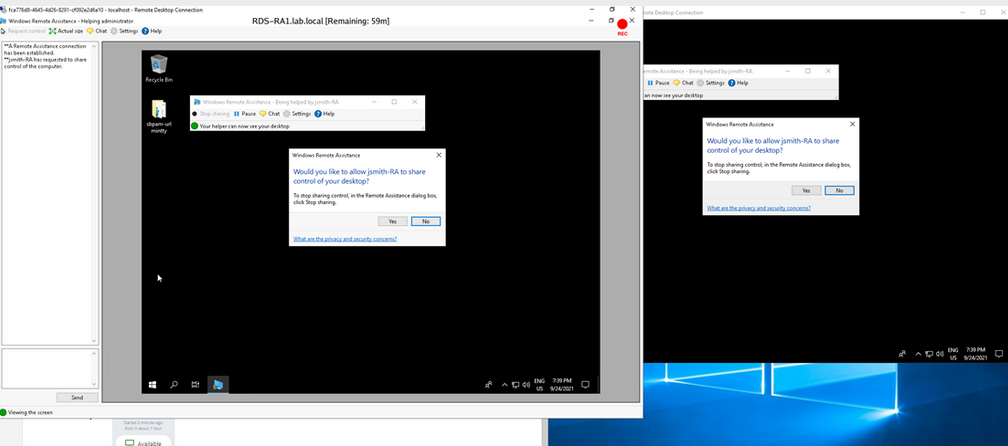 fca776d8-4645-4d26-8291-cf092a2d6e10 - localhost - Remote Desktop Connection
Windows Remote Assistance - Helping administrator
RDS-RA1.lab.local [Remaining: 59m]
REC
Request control Actual size Chat Settings Help
**A Remote Assistance connection
has been established.
**jsmith-RA has requested to share
control of the computer.
Send
Viewing the screen
Recycle Bin
sbpam-url
mintty
Windows Remote Assistance - Being helped by jsmith-RA
Stop sharing Pause Chat Settings Help
Your helper can now see your desktop
Windows Remote Assistance
Would you like to allow jsmith-RA to share
control of your desktop?
To stop sharing control, in the Remote Assistance dialog box,
click Stop sharing.
Yes No
What are the privacy and security concerns?
ENG
US
7:39 PM
9/24/2021
mote Desktop Connection
emote Assistance - Being helped by jsmith-RA
Pause Chat Settings Help
an now see your desktop
Windows Remote Assistance
Would you like to allow jsmith-RA to share
control of your desktop?
To stop sharing control, in the Remote Assistance dialog box,
click Stop sharing.
Yes No
What are the privacy and security concerns?
ENG
US
7:39 PM
9/24/2021
Started 2 minutes ago
Ends in about 1 hour
Available